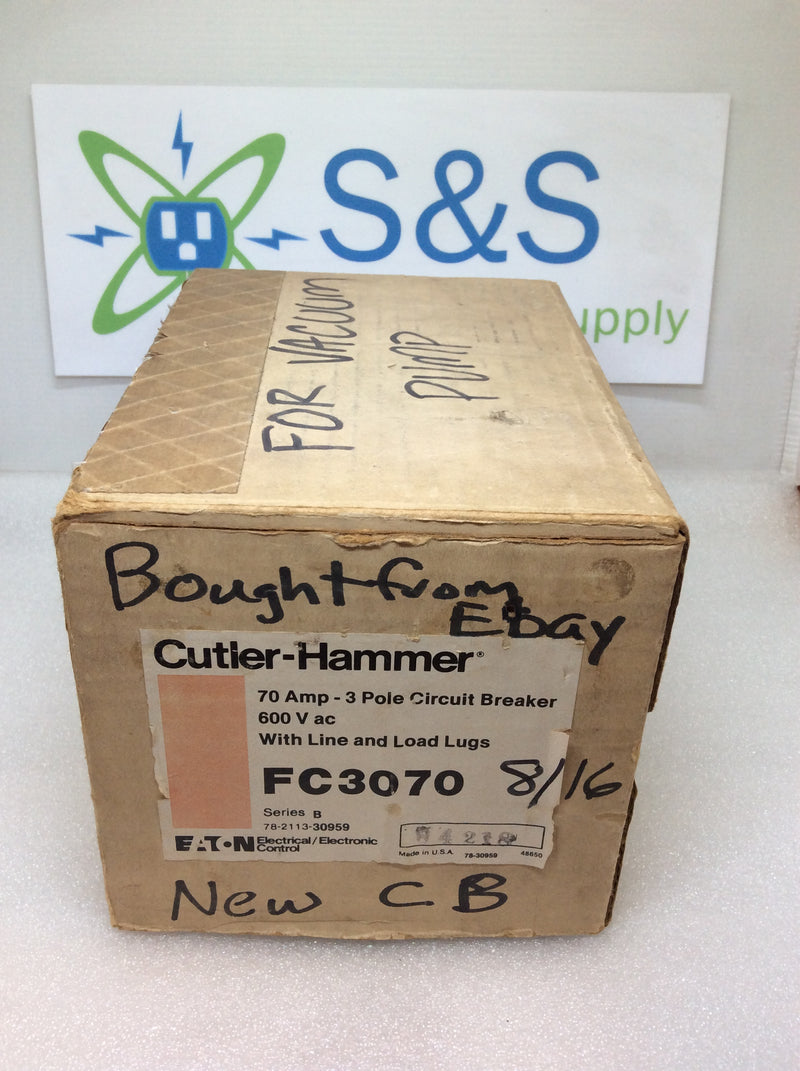 S&S
upply
FOR VACUUM
PUMP
Bought from
Ebay
Cutler-Hammer®
70 Amp - 3 Pole Circuit Breaker
600 V ac
With Line and Load Lugs
FC3070
8/16
Series B
78-2113-30959
EATON Electrical/Electronic
Control
Made in U.S.A. 78-30959 48650
New CB